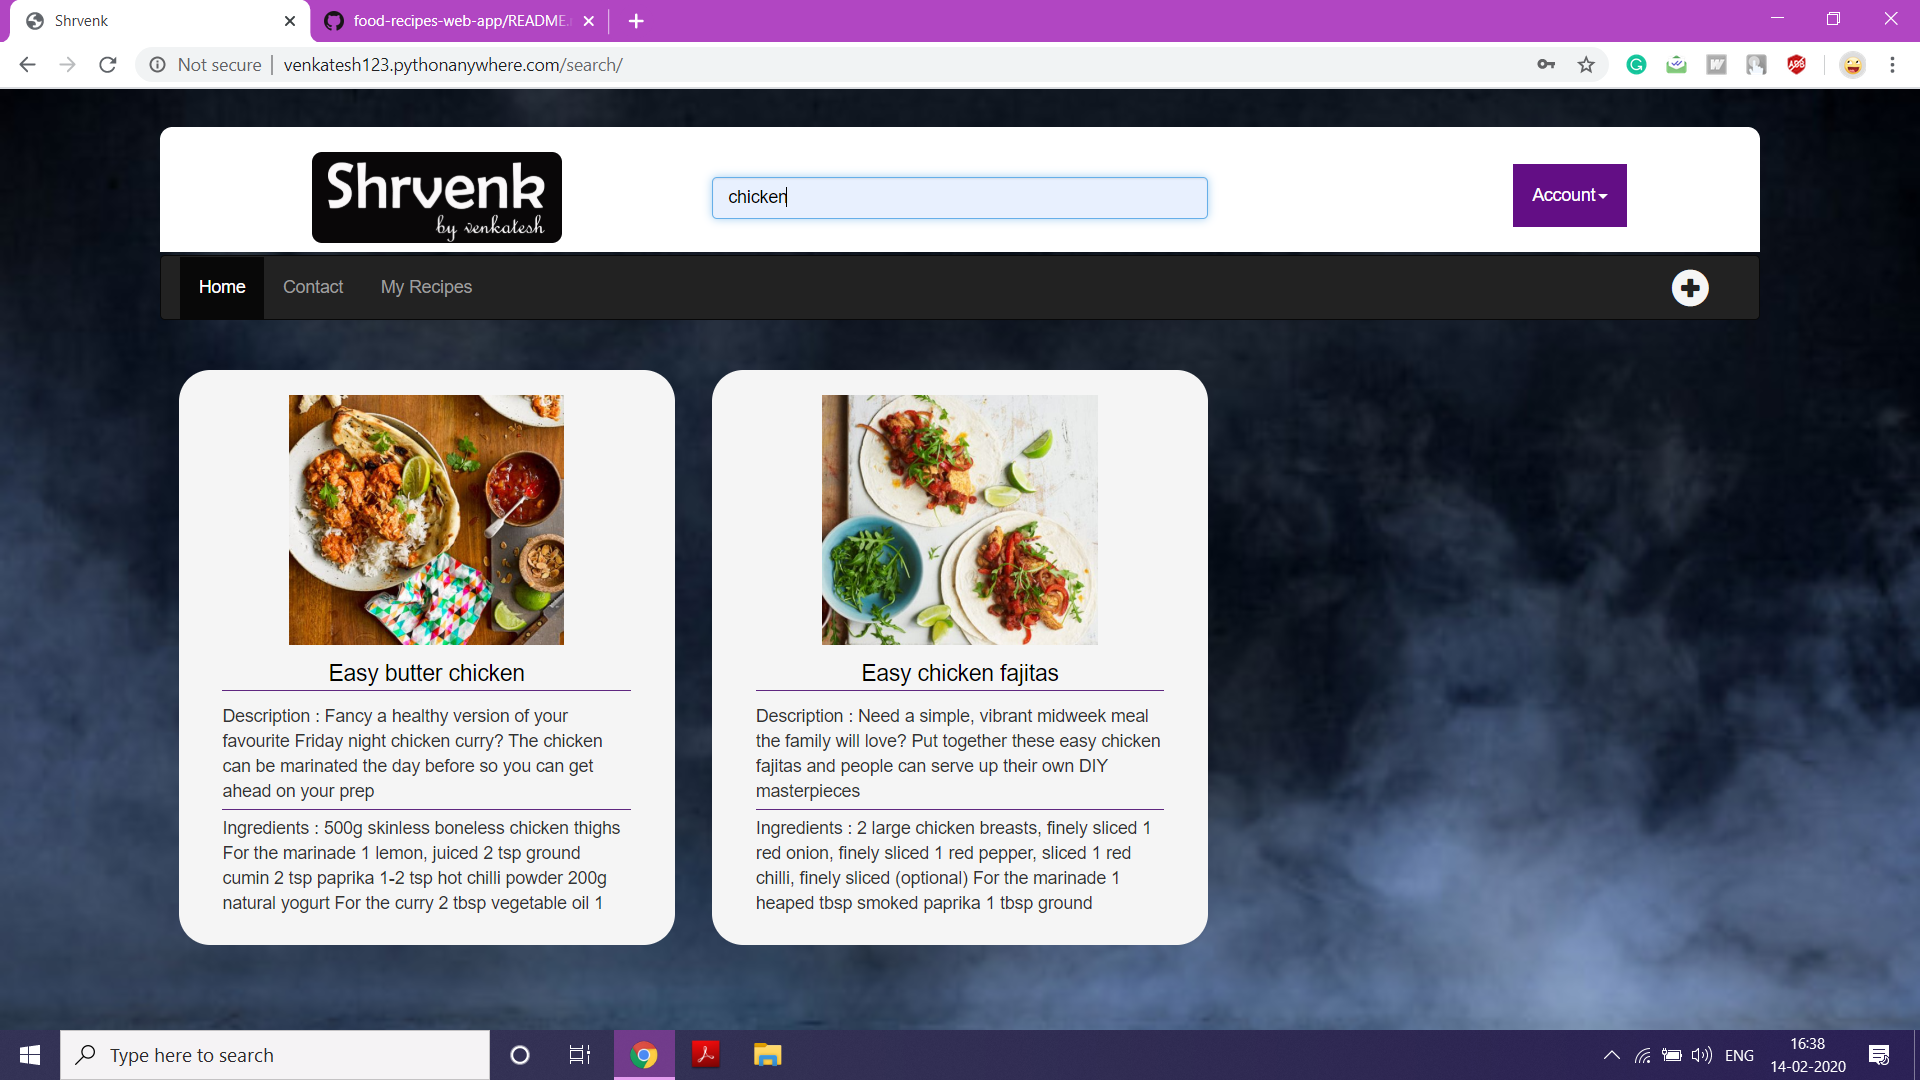 Shrvenk
food-recipes-web-app/README.
Not secure | venkatesh123.pythonanywhere.com/search/
Shrvenk
by venkatesh
chicken
Account
Home
Contact
My Recipes
Easy butter chicken
Description : Fancy a healthy version of your
favourite Friday night chicken curry? The chicken
can be marinated the day before so you can get
ahead on your prep
Ingredients : 500g skinless boneless chicken thighs
For the marinade 1 lemon, juiced 2 tsp ground
cumin 2 tsp paprika 1-2 tsp hot chilli powder 200g
natural yogurt For the curry 2 tbsp vegetable oil 1
Easy chicken fajitas
Description : Need a simple, vibrant midweek meal
the family will love? Put together these easy chicken
fajitas and people can serve up their own DIY
masterpieces
Ingredients : 2 large chicken breasts, finely sliced 1
red onion, finely sliced 1 red pepper, sliced 1 red
chilli, finely sliced (optional) For the marinade 1
heaped tbsp smoked paprika 1 tbsp ground
Type here to search
ENG
16:38
14-02-2020